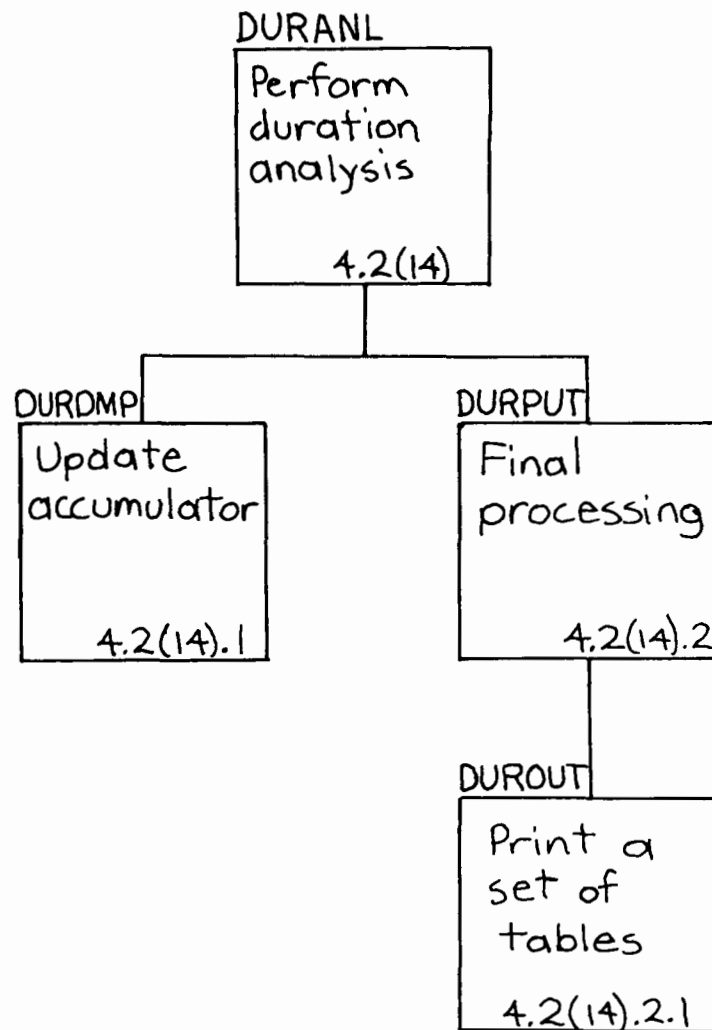 DURANL
Perform
duration
analysis
4.2(14)
DURDMP
Update
accumulator
4.2(14).1
DURPUT
Final
processing
4.2(14).2
DUROUT
Print a
set of
tables
4.2(14).2.1